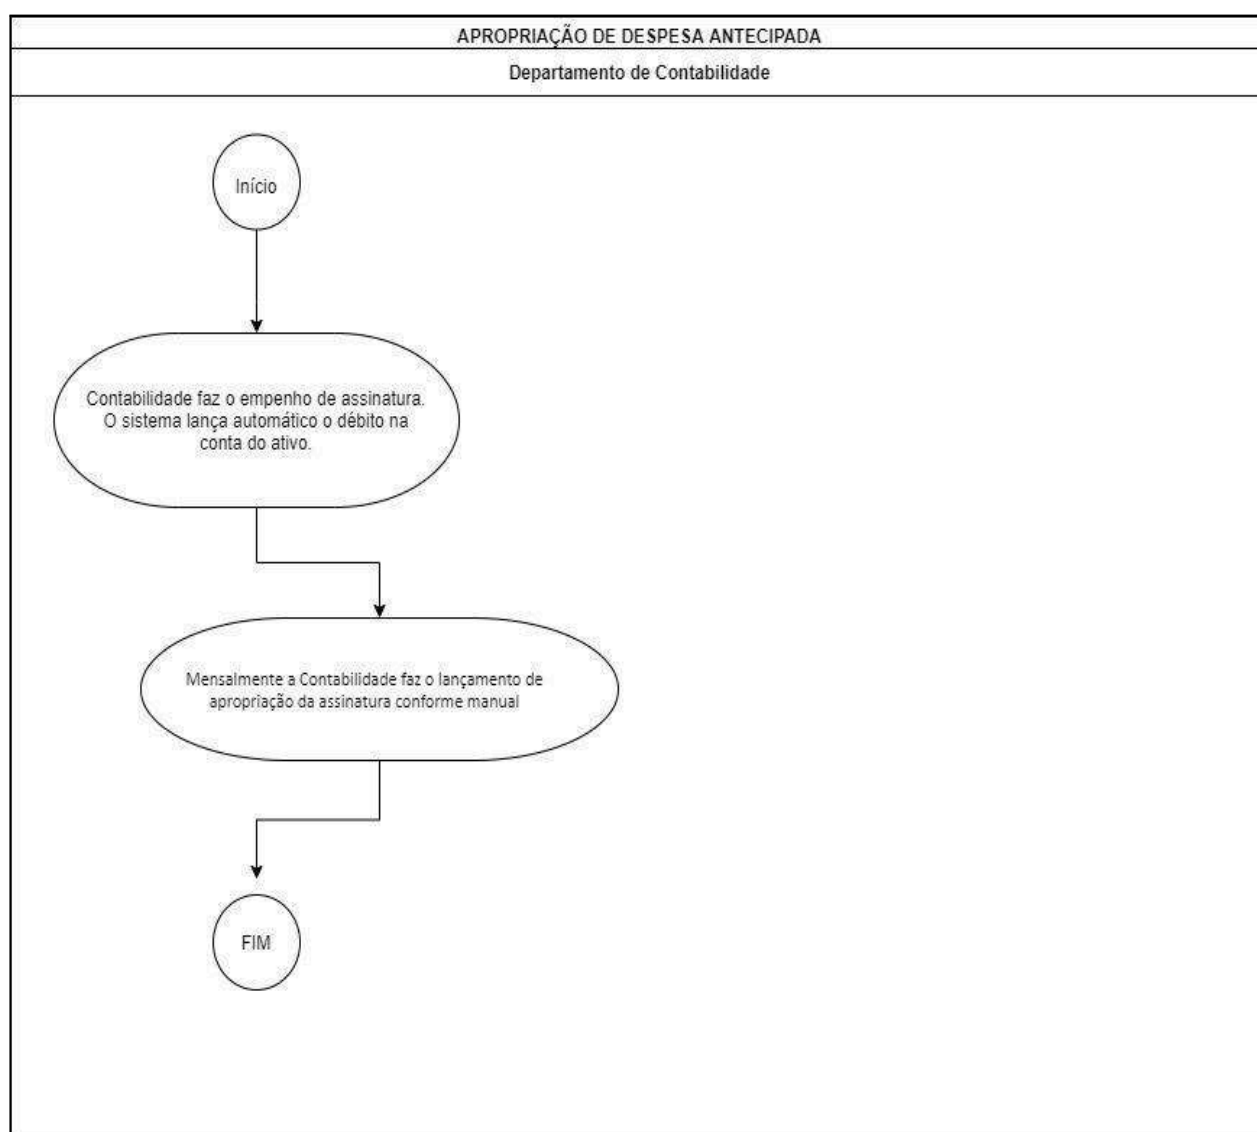 APROPRIAÇÃO DE DESPESA ANTECIPADA
Departamento de Contabilidade
Início
Contabilidade faz o empenho de assinatura.
O sistema lança automático o débito na
conta do ativo.
Mensalmente a Contabilidade faz o lançamento de
apropriação da assinatura conforme manual
FIM